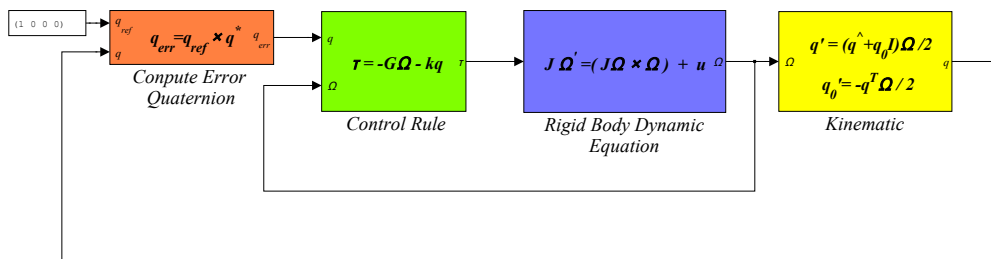 (1 0 0 0)
q_ref
q
q_err=q_ref × q*
q_err
Conpute Error
Quaternion
q
Ω
τ = -GΩ - kq
τ
Control Rule
J Ω'=(JΩ × Ω) + u
Ω
Rigid Body Dynamic
Equation
Ω
q' = (q^+q_0I)Ω/2
q_0'= -q^TΩ / 2
q
Kinematic